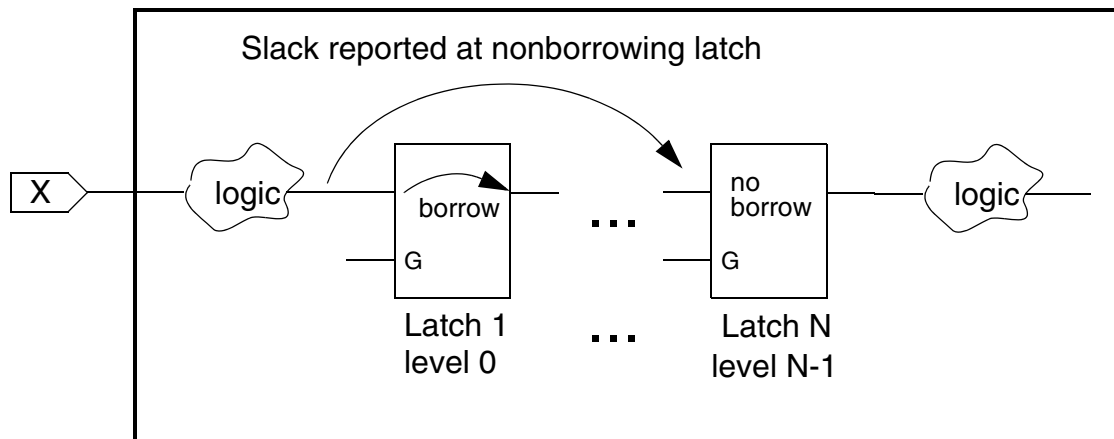 Slack reported at nonborrowing latch
X
logic
borrow
G
...
no
borrow
G
logic
Latch 1
level 0
...
Latch N
level N-1